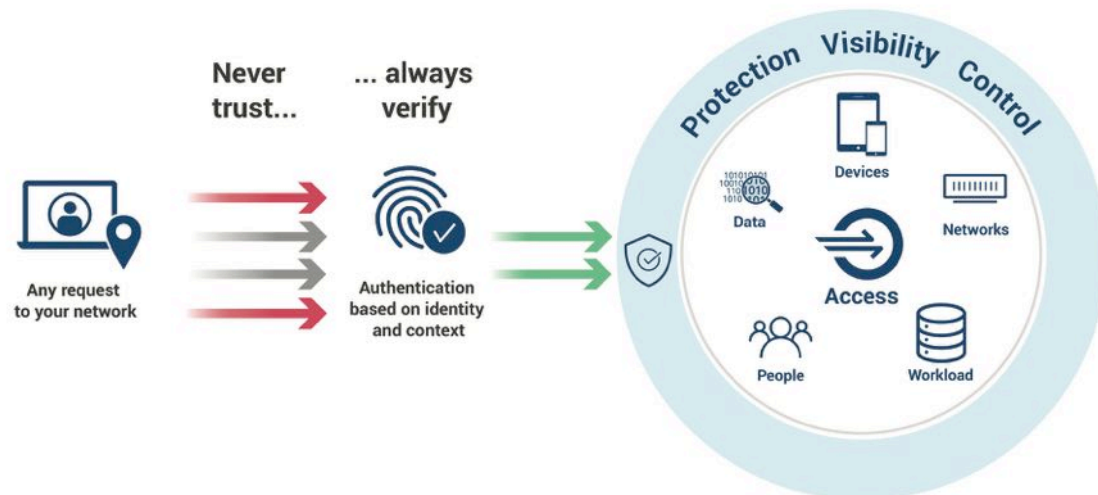 Never
trust...
... always
verify
Any request
to your network
Authentication
based on identity
and context
Protection Visibility Control
Devices
101010101
Data
Networks
Access
People
Workload